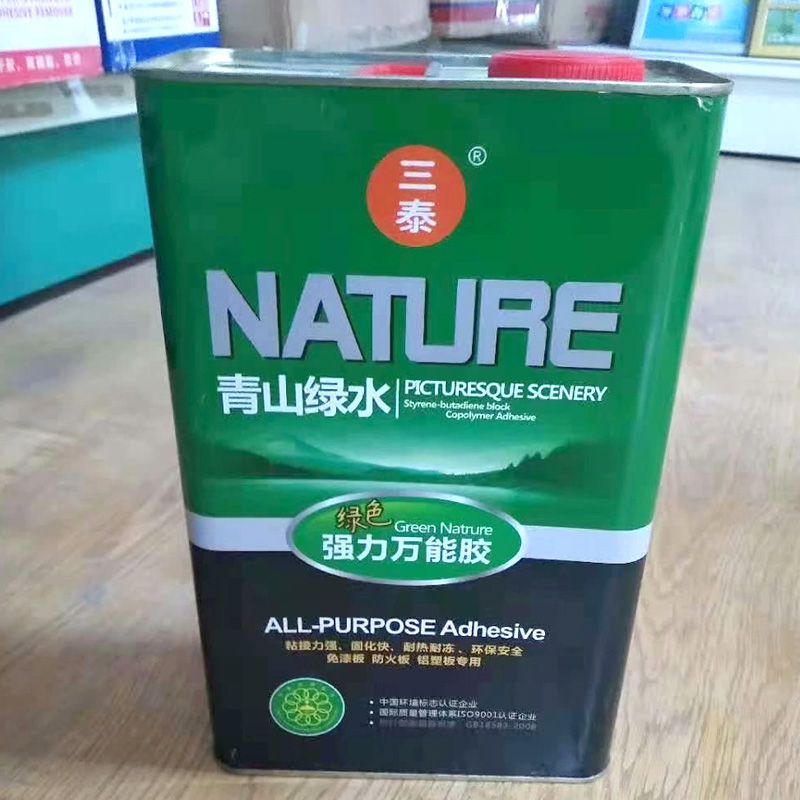 ADHESIVE REMOVER
三
泰
®
NATURE
青山绿水
PICTURESQUE SCENERY
Styrene-butadiene block
Copolymer Adhesive
绿色
Green Natrure
强力万能胶
ALL-PURPOSE Adhesive
粘接力强、固化快、耐热耐冻、环保安全
免漆板 防火板 铝塑板专用
• 中国环境标志认证企业
• 国际质量管理体系ISO9001认证企业
GB18583-2008